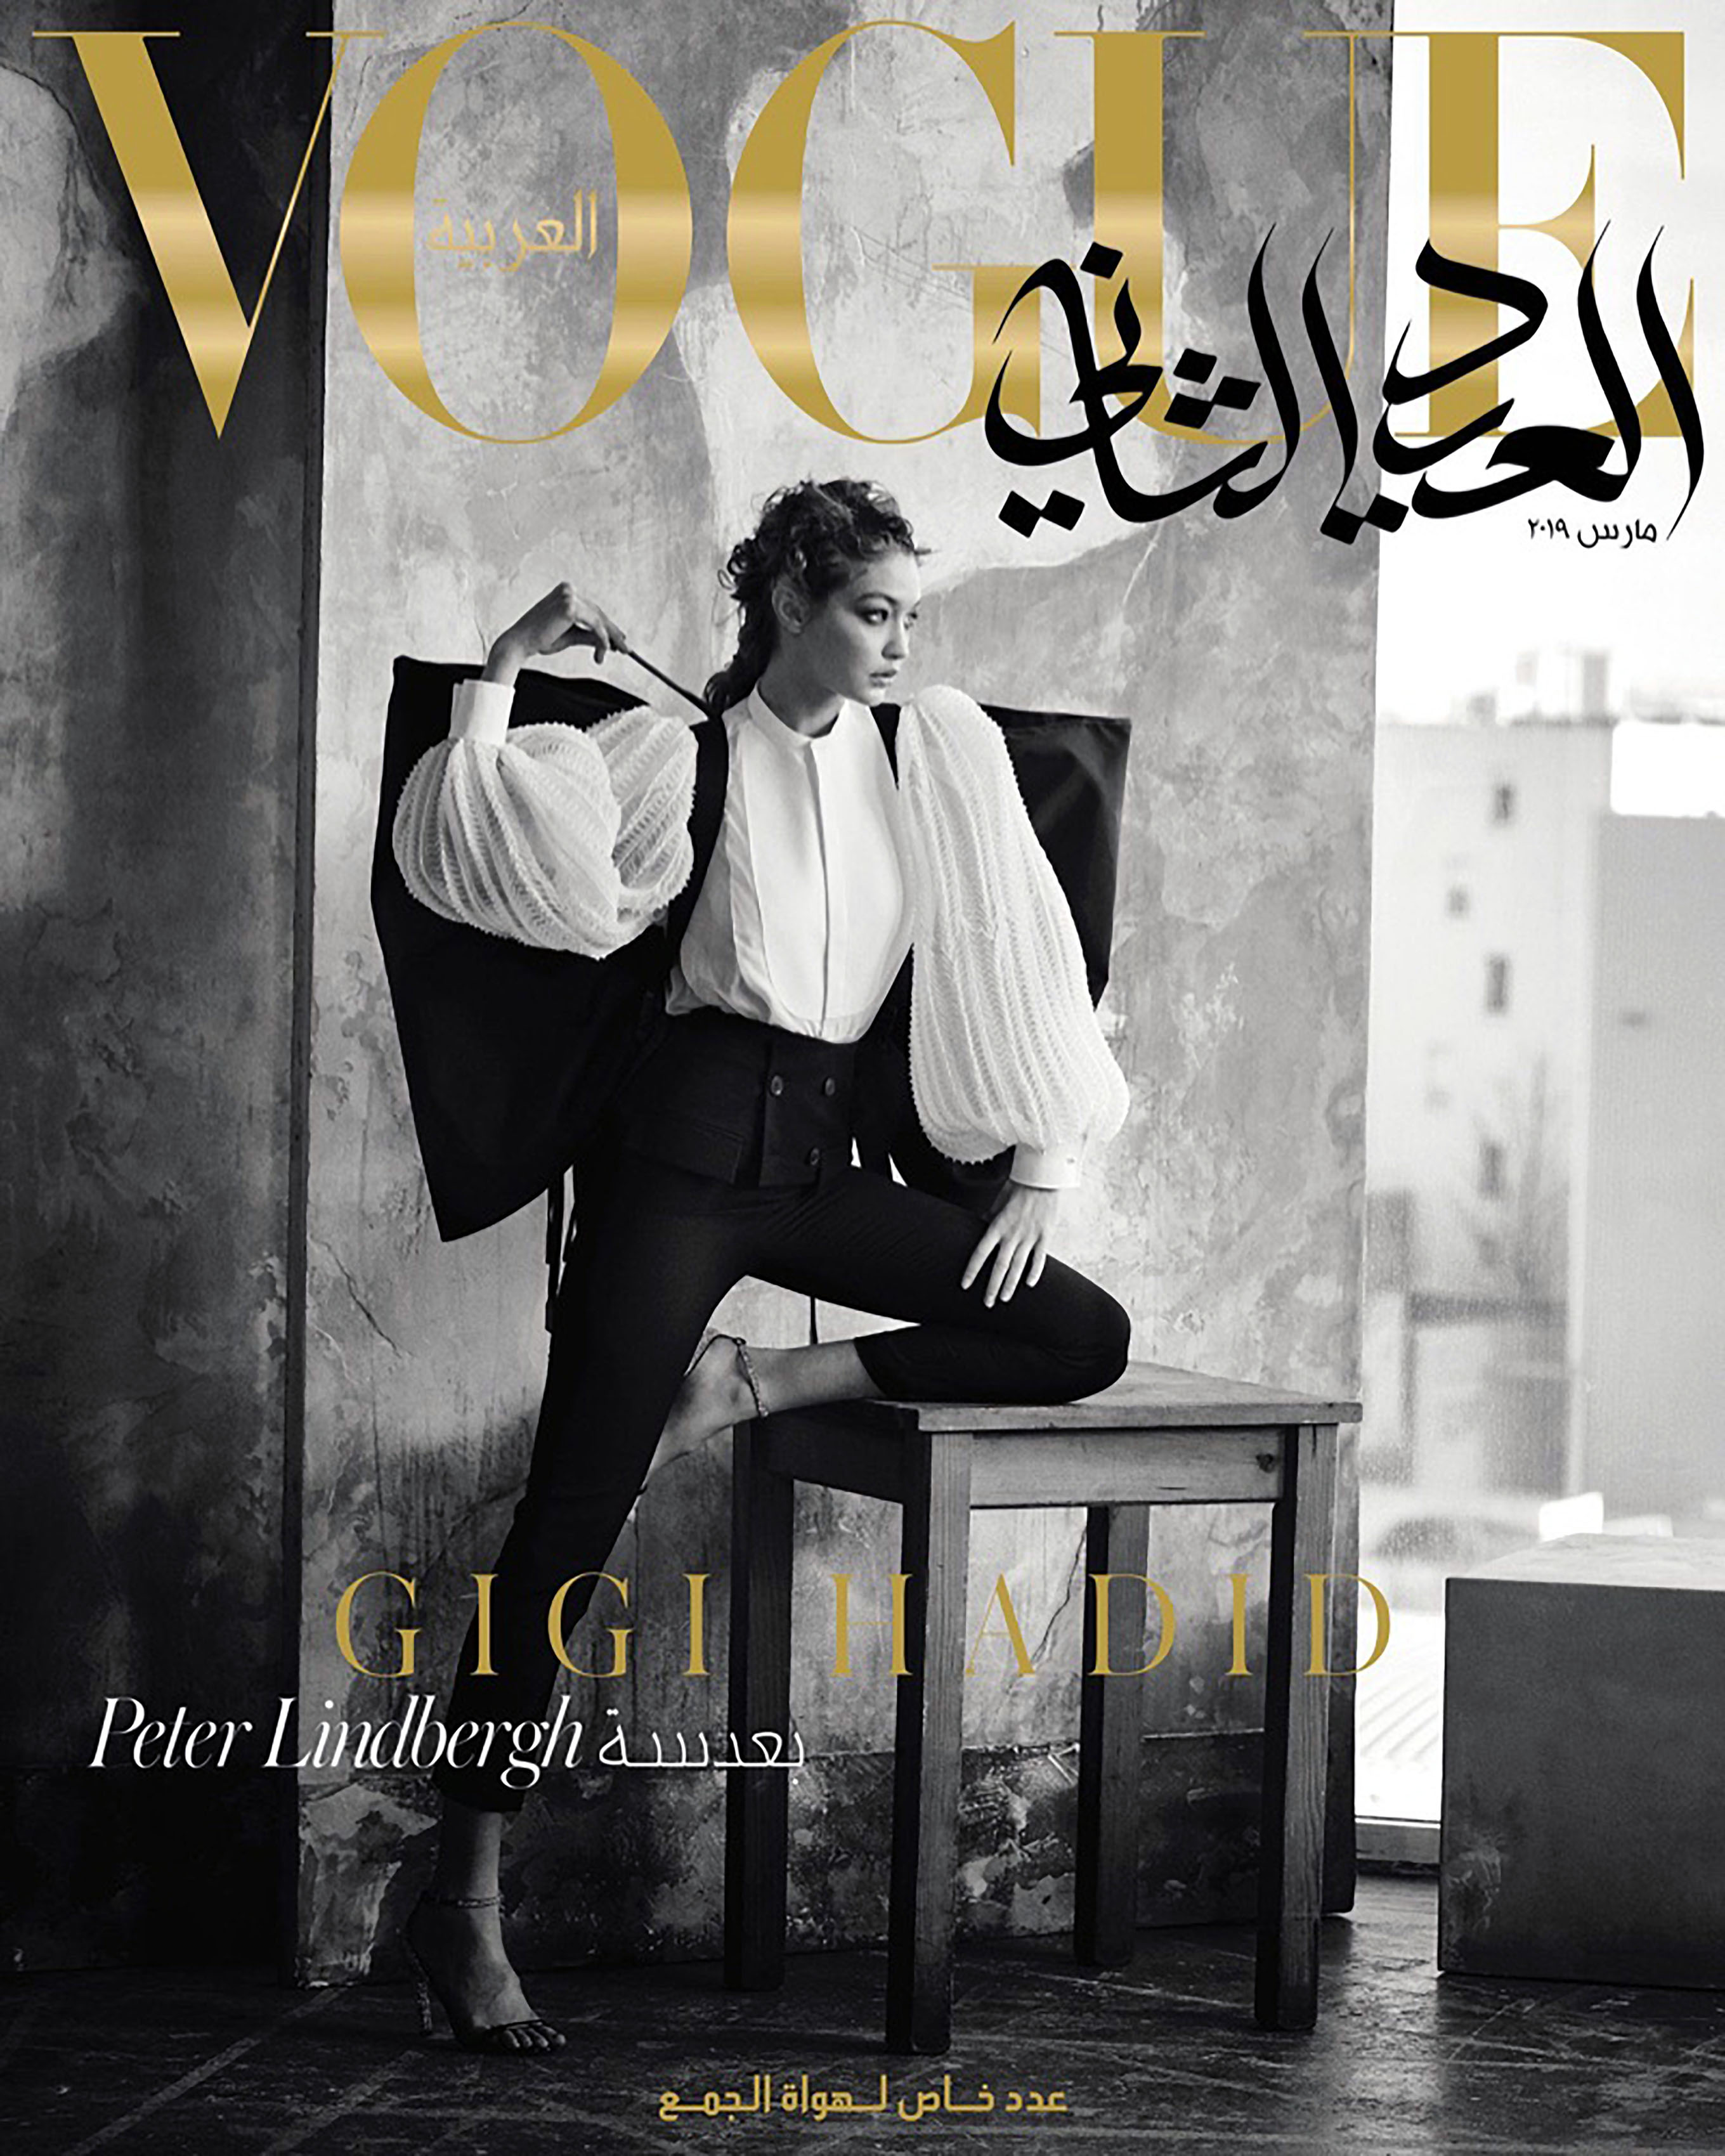 VOGUE
العربية
العدد الثاني
مارس ٢٠١٩
GIGI HADID
بعدسة Peter Lindbergh
عدد خاص لهواة الجمع